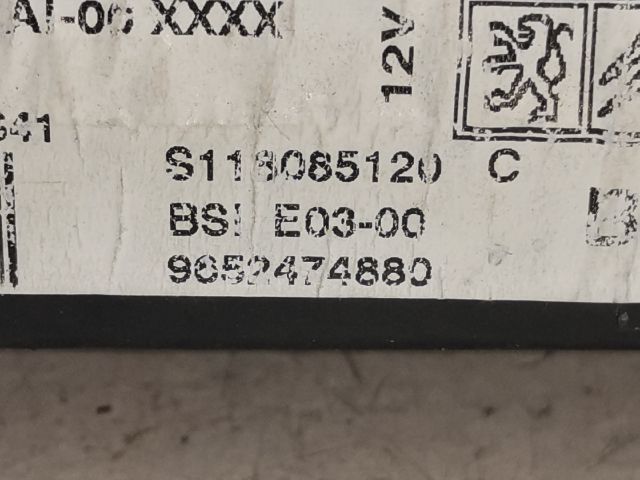 XXXX
12V
S118085120 C
BSI E03-00
9652474880